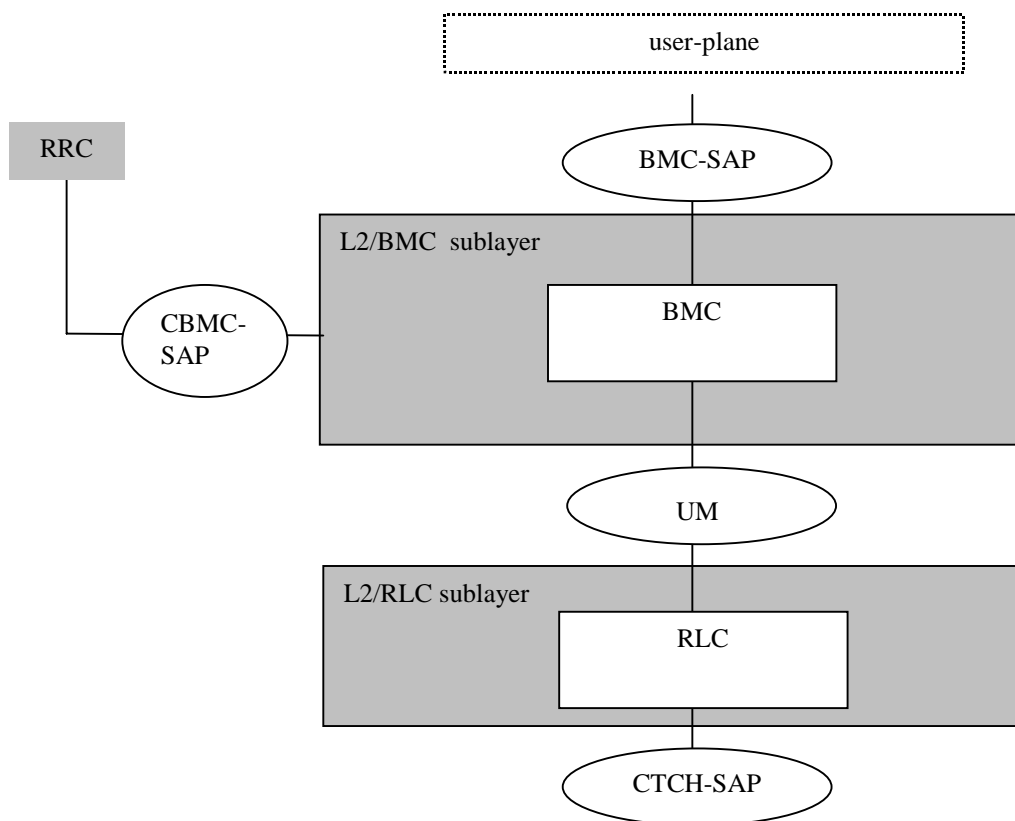 user-plane
RRC
BMC-SAP
L2/BMC sublayer
BMC
CBMC-
SAP
UM
L2/RLC sublayer
RLC
CTCH-SAP